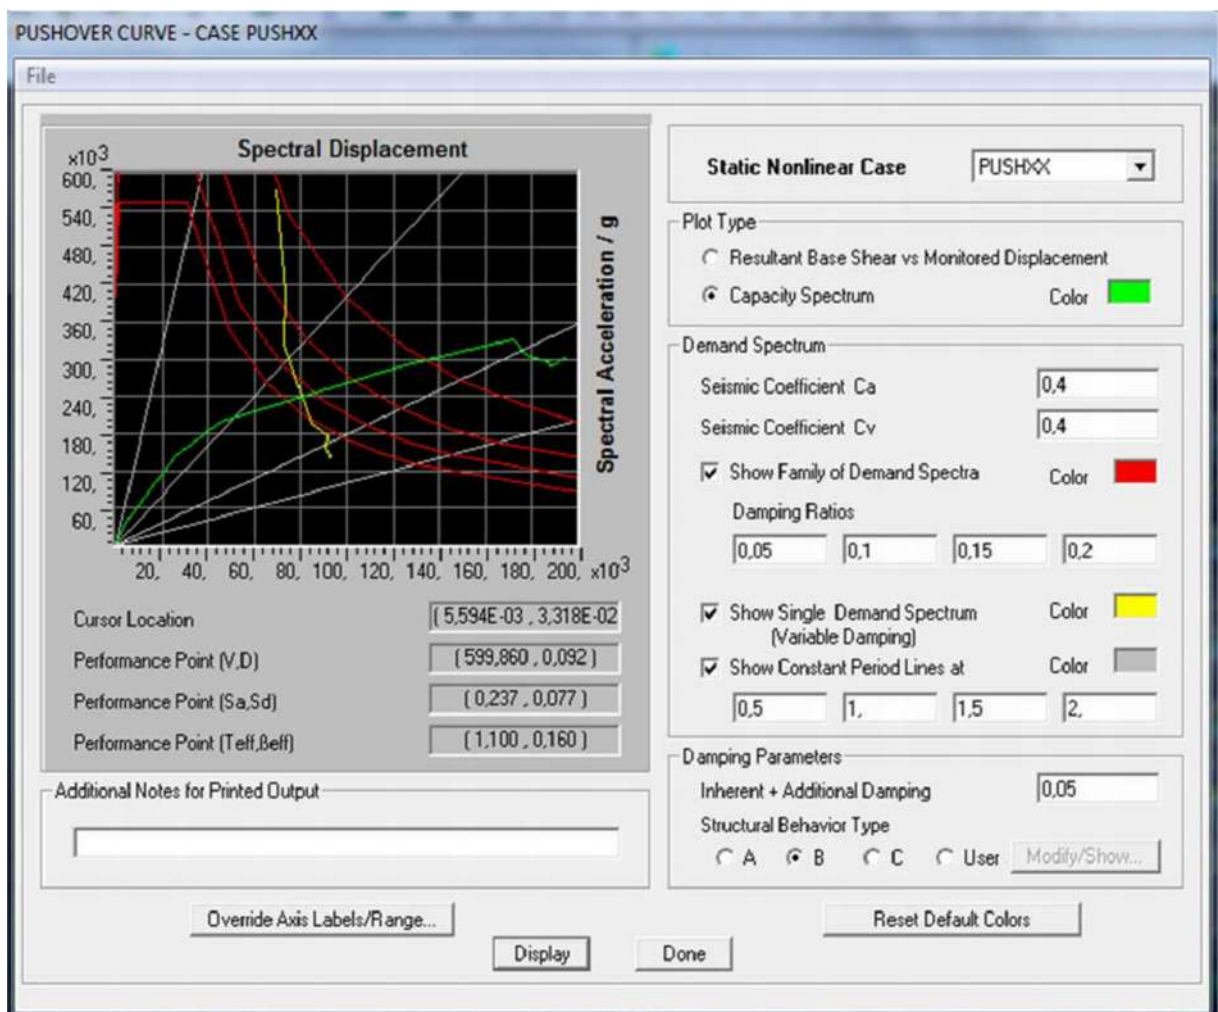 PUSHOVER CURVE - CASE PUSHXX
File
Spectral Displacement
x10³
600,
540,
480,
420,
360,
300,
240,
180,
120,
60,
Spectral Acceleration / g
20, 40, 60, 80, 100, 120, 140, 160, 180, 200, x10³
Cursor Location ( 5,594E-03 , 3,318E-02
Performance Point (V,D) ( 599,860 , 0,092 )
Performance Point (Sa,Sd) ( 0,237 , 0,077 )
Performance Point (Teff,ßeff) ( 1,100 , 0,160 )
Additional Notes for Printed Output
Static Nonlinear Case PUSHXX
Plot Type
Resultant Base Shear vs Monitored Displacement
Capacity Spectrum Color
Demand Spectrum
Seismic Coefficient Ca 0,4
Seismic Coefficient Cv 0,4
Show Family of Demand Spectra Color
Damping Ratios
0,05 0,1 0,15 0,2
Show Single Demand Spectrum Color
(Variable Damping)
Show Constant Period Lines at Color
0,5 1, 1,5 2,
Damping Parameters
Inherent + Additional Damping 0,05
Structural Behavior Type
A B C User Modify/Show...
Override Axis Labels/Range... Reset Default Colors
Display Done